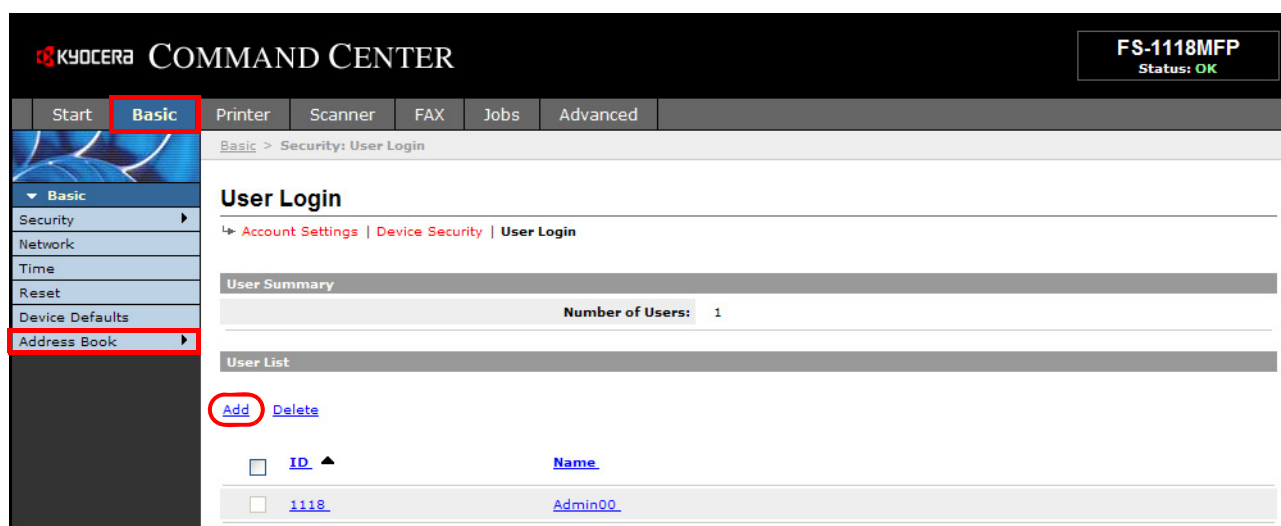 KYOCERA COMMAND CENTER
FS-1118MFP
Status: OK
Start Basic Printer Scanner FAX Jobs Advanced
Basic > Security: User Login
Basic
Security
Network
Time
Reset
Device Defaults
Address Book
User Login
Account Settings | Device Security | User Login
User Summary
Number of Users: 1
User List
Add Delete
ID Name
1118 Admin00